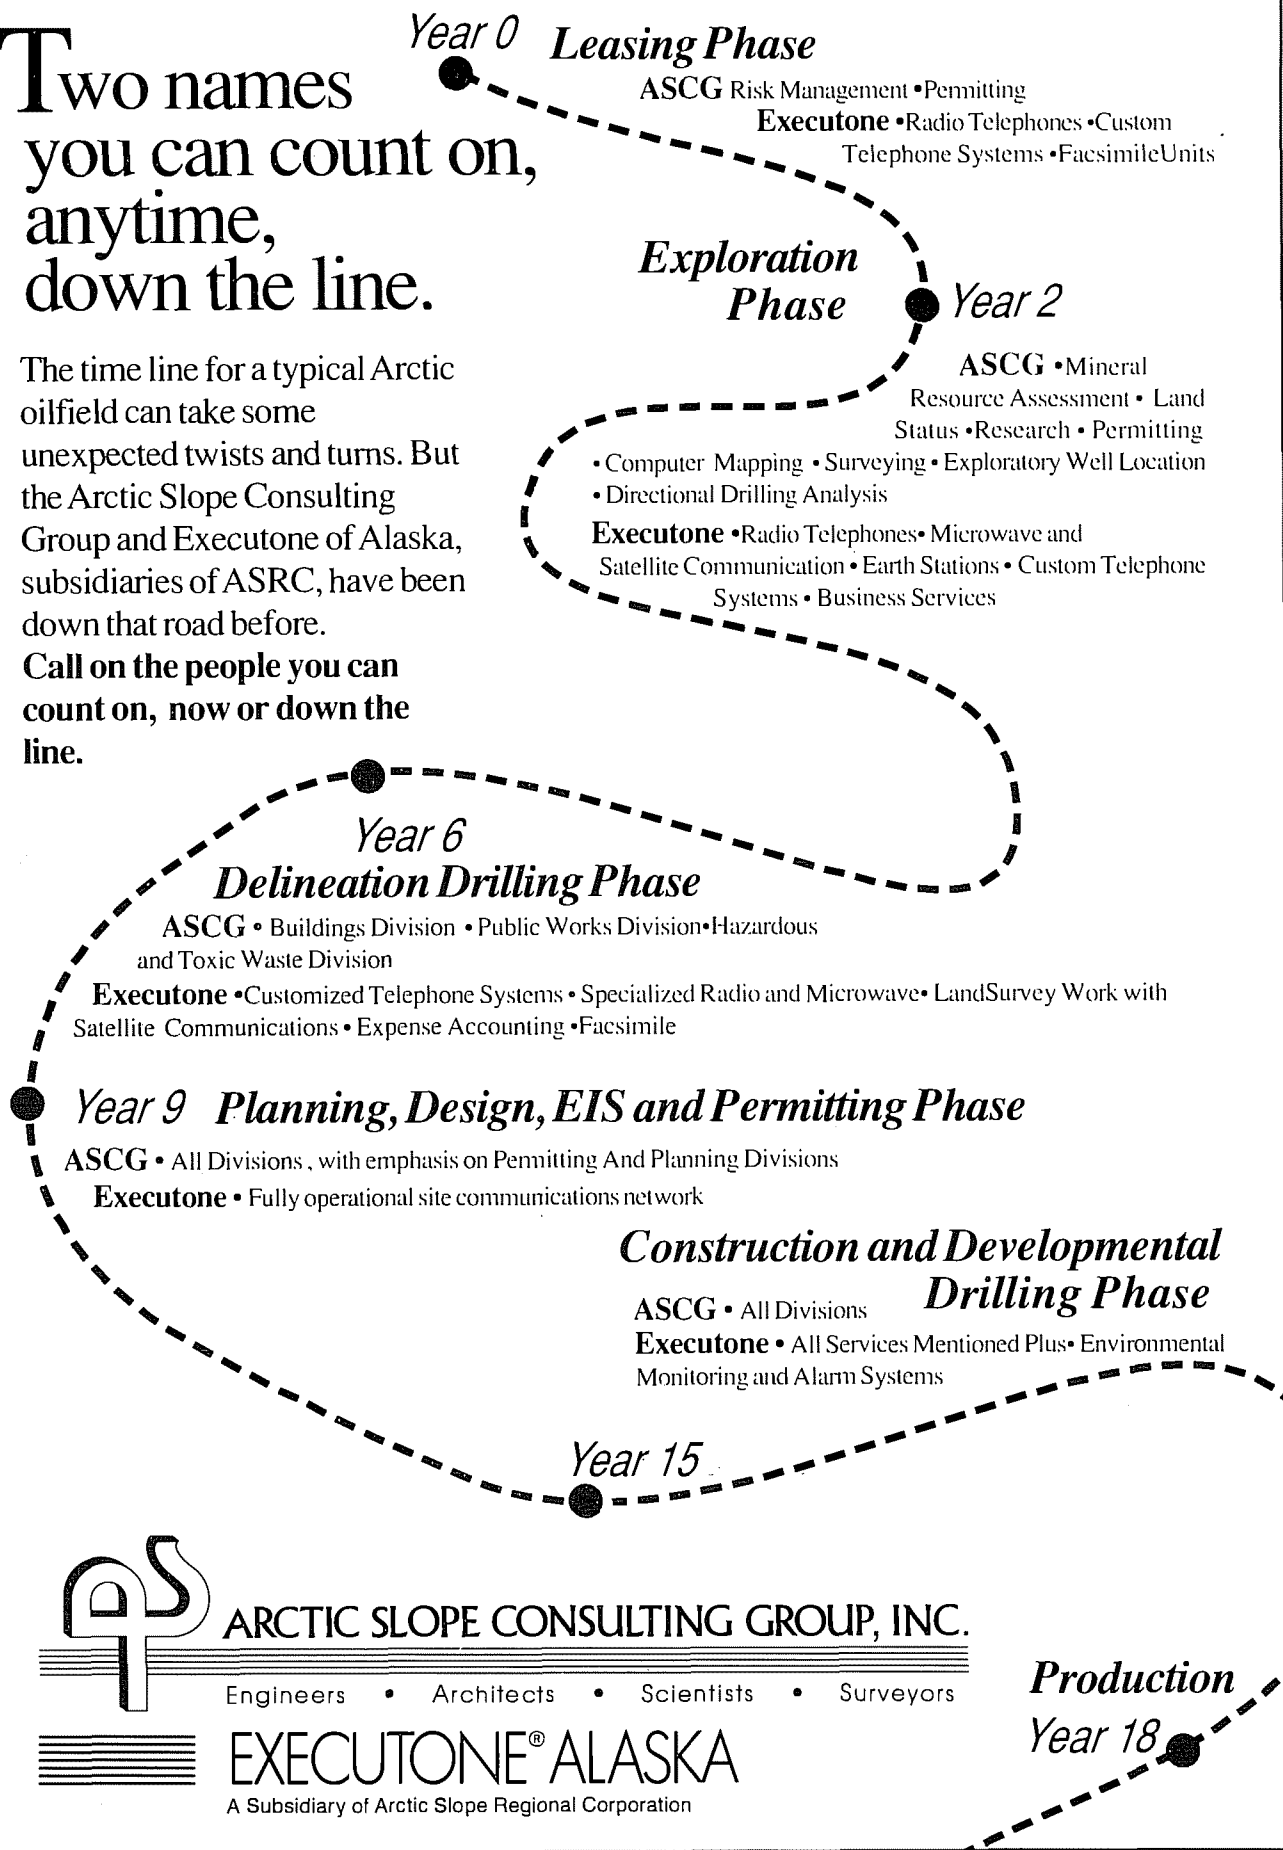 Two names
you can count on,
anytime,
down the line.
The time line for a typical Arctic
oilfield can take some
unexpected twists and turns. But
the Arctic Slope Consulting
Group and Executone of Alaska,
subsidiaries of ASRC, have been
down that road before.
Call on the people you can
count on, now or down the
line.
Year 0 Leasing Phase
ASCG Risk Management •Permitting
Executone •Radio Telephones •Custom
Telephone Systems •Facsimile Units
Exploration
Phase
Year 2
ASCG •Mineral
Resource Assessment • Land
Status •Research • Permitting
• Computer Mapping • Surveying • Exploratory Well Location
• Directional Drilling Analysis
Executone •Radio Telephones• Microwave and
Satellite Communication • Earth Stations • Custom Telephone
Systems • Business Services
Year 6
Delineation Drilling Phase
ASCG • Buildings Division • Public Works Division•Hazardous
and Toxic Waste Division
Executone •Customized Telephone Systems • Specialized Radio and Microwave• LandSurvey Work with
Satellite Communications • Expense Accounting •Facsimile
Year 9 Planning, Design, EIS and Permitting Phase
ASCG • All Divisions, with emphasis on Permitting And Planning Divisions
Executone • Fully operational site communications network
Construction and Developmental
Drilling Phase
ASCG • All Divisions
Executone • All Services Mentioned Plus• Environmental
Monitoring and Alarm Systems
Year 15
ARCTIC SLOPE CONSULTING GROUP, INC.
Engineers • Architects • Scientists • Surveyors
EXECUTONE® ALASKA
A Subsidiary of Arctic Slope Regional Corporation
Production
Year 18